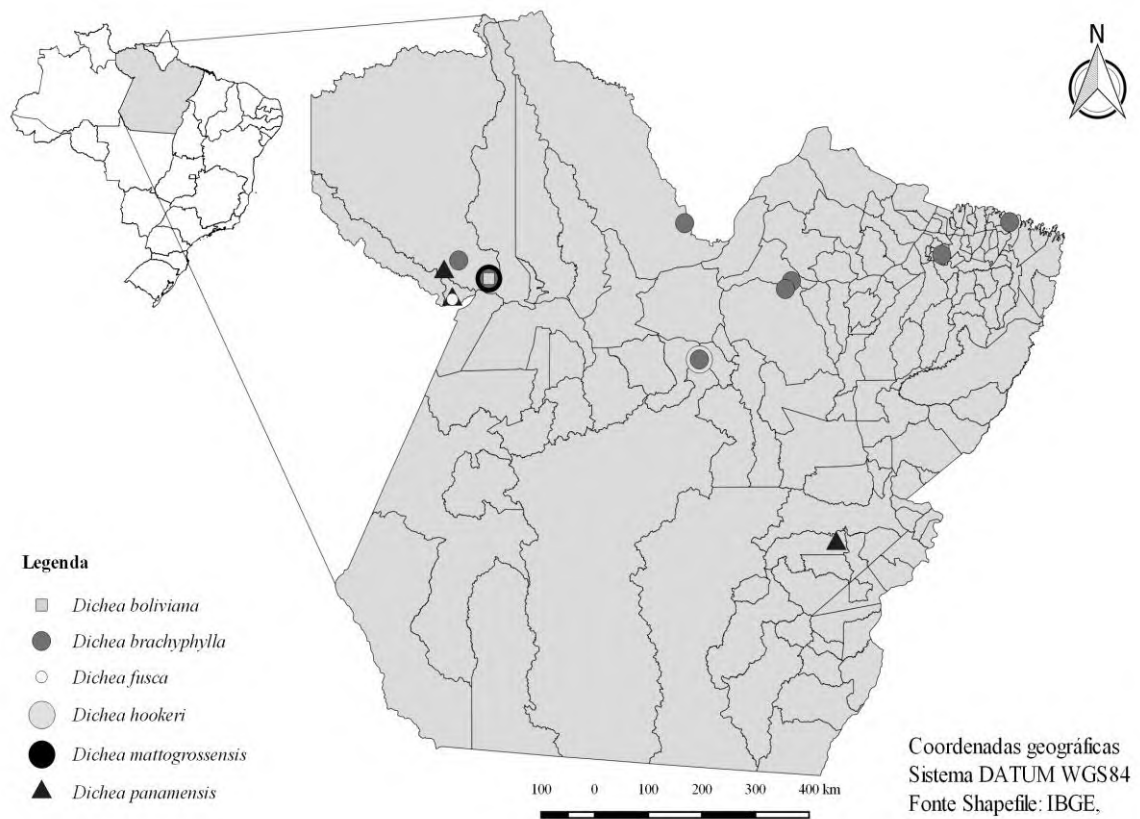 N
Legenda
Dichea boliviana
Dichea brachyphylla
Dichea fusca
Dichea hookeri
Dichea mattogrossensis
Dichea panamensis
100 0 100 200 300 400 km
Coordenadas geográficas
Sistema DATUM WGS84
Fonte Shapefile: IBGE,